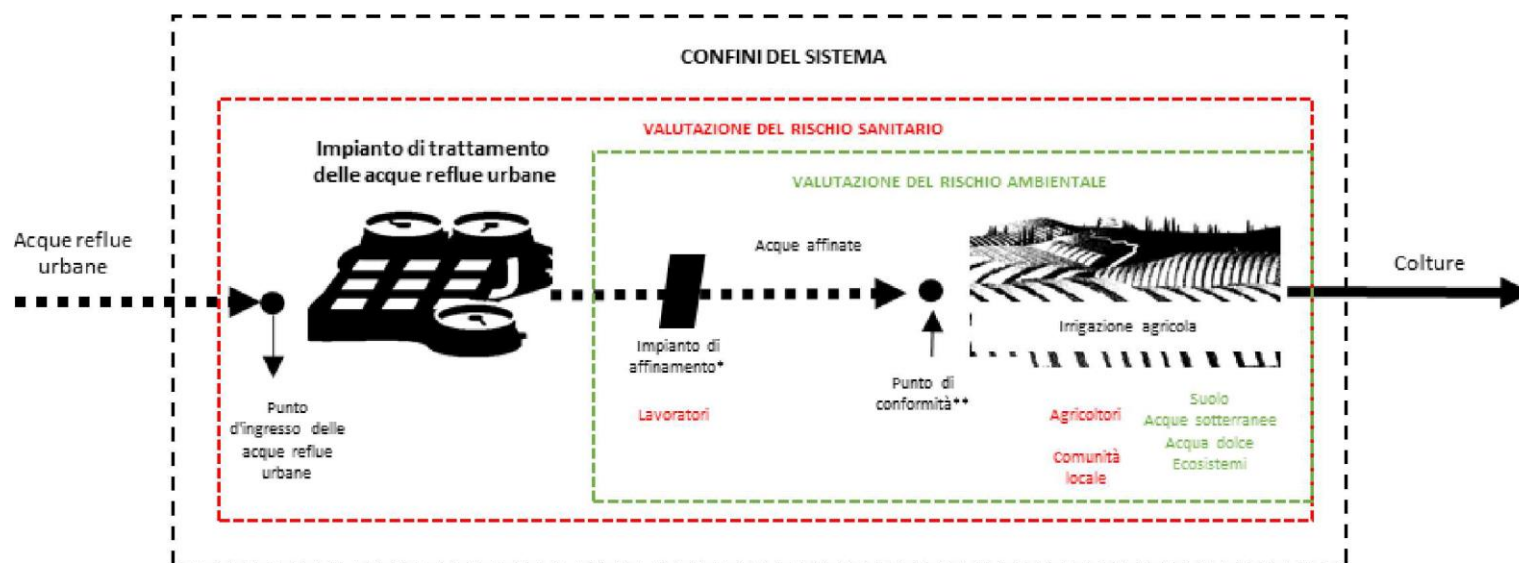 CONFINI DEL SISTEMA
VALUTAZIONE DEL RISCHIO SANITARIO
Impianto di trattamento
delle acque reflue urbane
VALUTAZIONE DEL RISCHIO AMBIENTALE
Acque reflue
urbane
Acque affinate
Colture
Irrigazione agricola
Impianto di
affinamento*
Punto di
conformità**
Punto
d'ingresso delle
acque reflue
urbane
Lavoratori
Agricoltori
Comunità
locale
Suolo
Acque sotterranee
Acqua dolce
Ecosistemi